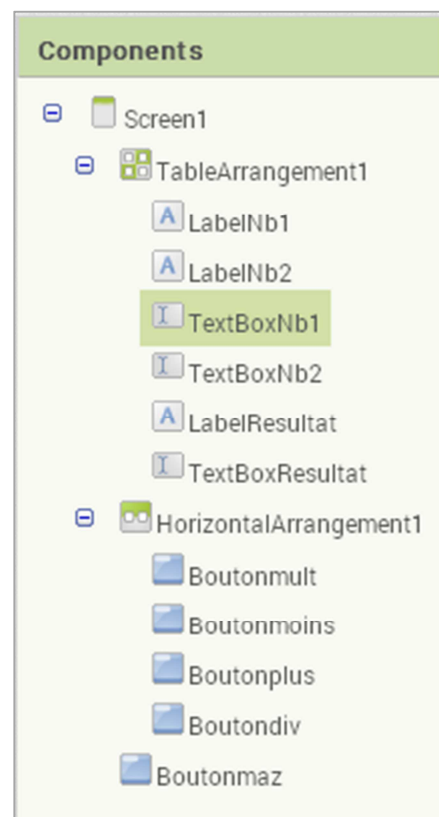 Components
Screen1
TableArrangement1
LabelNb1
LabelNb2
TextBoxNb1
TextBoxNb2
LabelResultat
TextBoxResultat
HorizontalArrangement1
Boutonmult
Boutonmoins
Boutonplus
Boutondiv
Boutonmaz